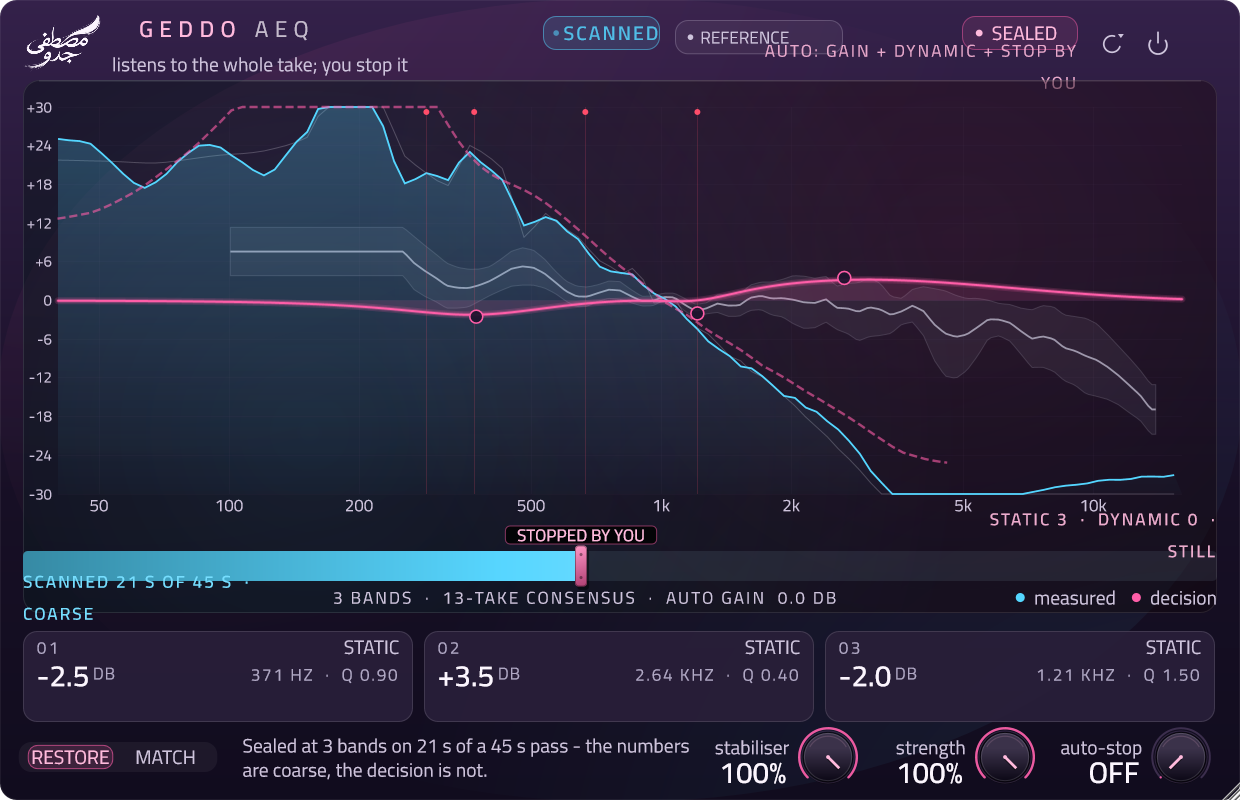 مصطفى
جدو
GEDDO AEQ
listens to the whole take; you stop it
SCANNED
REFERENCE
SEALED
AUTO: GAIN + DYNAMIC + STOP BY
YOU
+30
+24
+18
+12
+6
0
-6
-12
-18
-24
-30
50 100 200 500 1k 2k 5k 10k
STATIC 3 · DYNAMIC 0 ·
STILL
STOPPED BY YOU
SCANNED 21 S OF 45 S ·
COARSE
3 BANDS · 13-TAKE CONSENSUS · AUTO GAIN 0.0 DB
measured decision
01 STATIC
-2.5 DB 371 HZ · Q 0.90
02 STATIC
+3.5 DB 2.64 KHZ · Q 0.40
03 STATIC
-2.0 DB 1.21 KHZ · Q 1.50
RESTORE MATCH
Sealed at 3 bands on 21 s of a 45 s pass - the numbers
are coarse, the decision is not.
stabiliser
100%
strength
100%
auto-stop
OFF